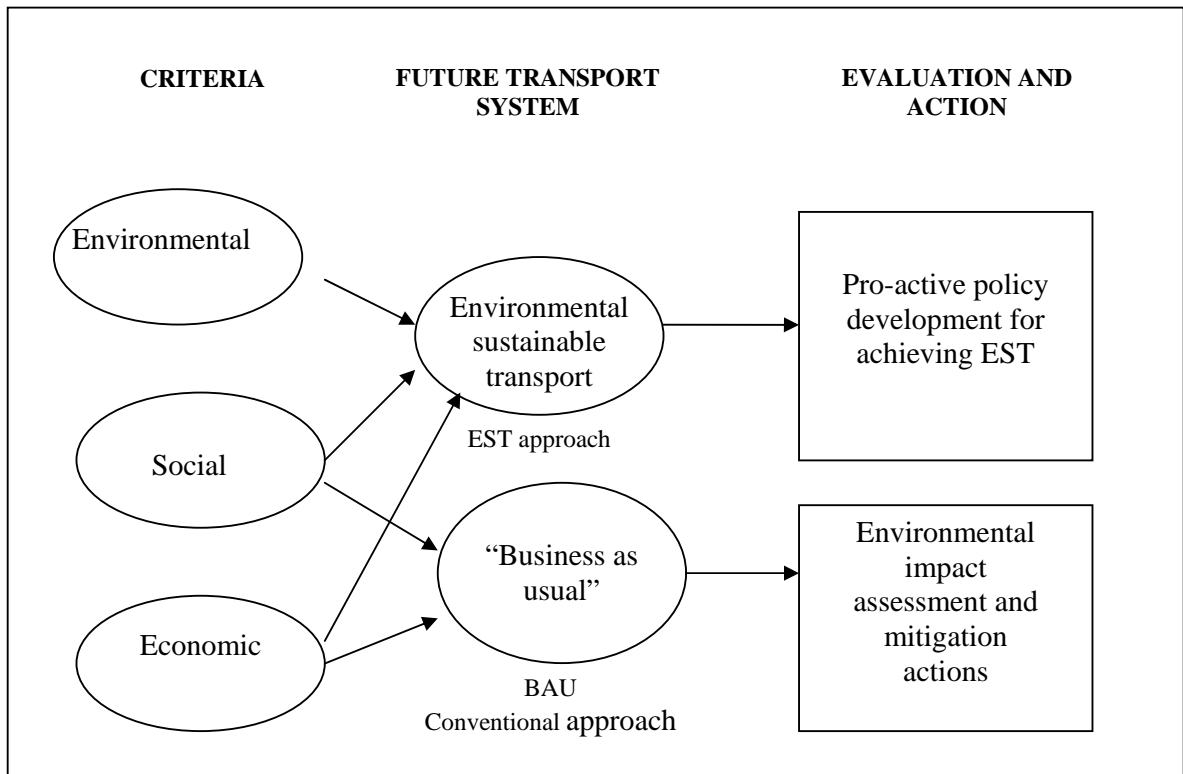 CRITERIA
FUTURE TRANSPORT
SYSTEM
EVALUATION AND
ACTION
Environmental
Social
Economic
Environmental
sustainable
transport
EST approach
“Business as
usual”
BAU
Conventional approach
Pro-active policy
development for
achieving EST
Environmental
impact
assessment and
mitigation
actions